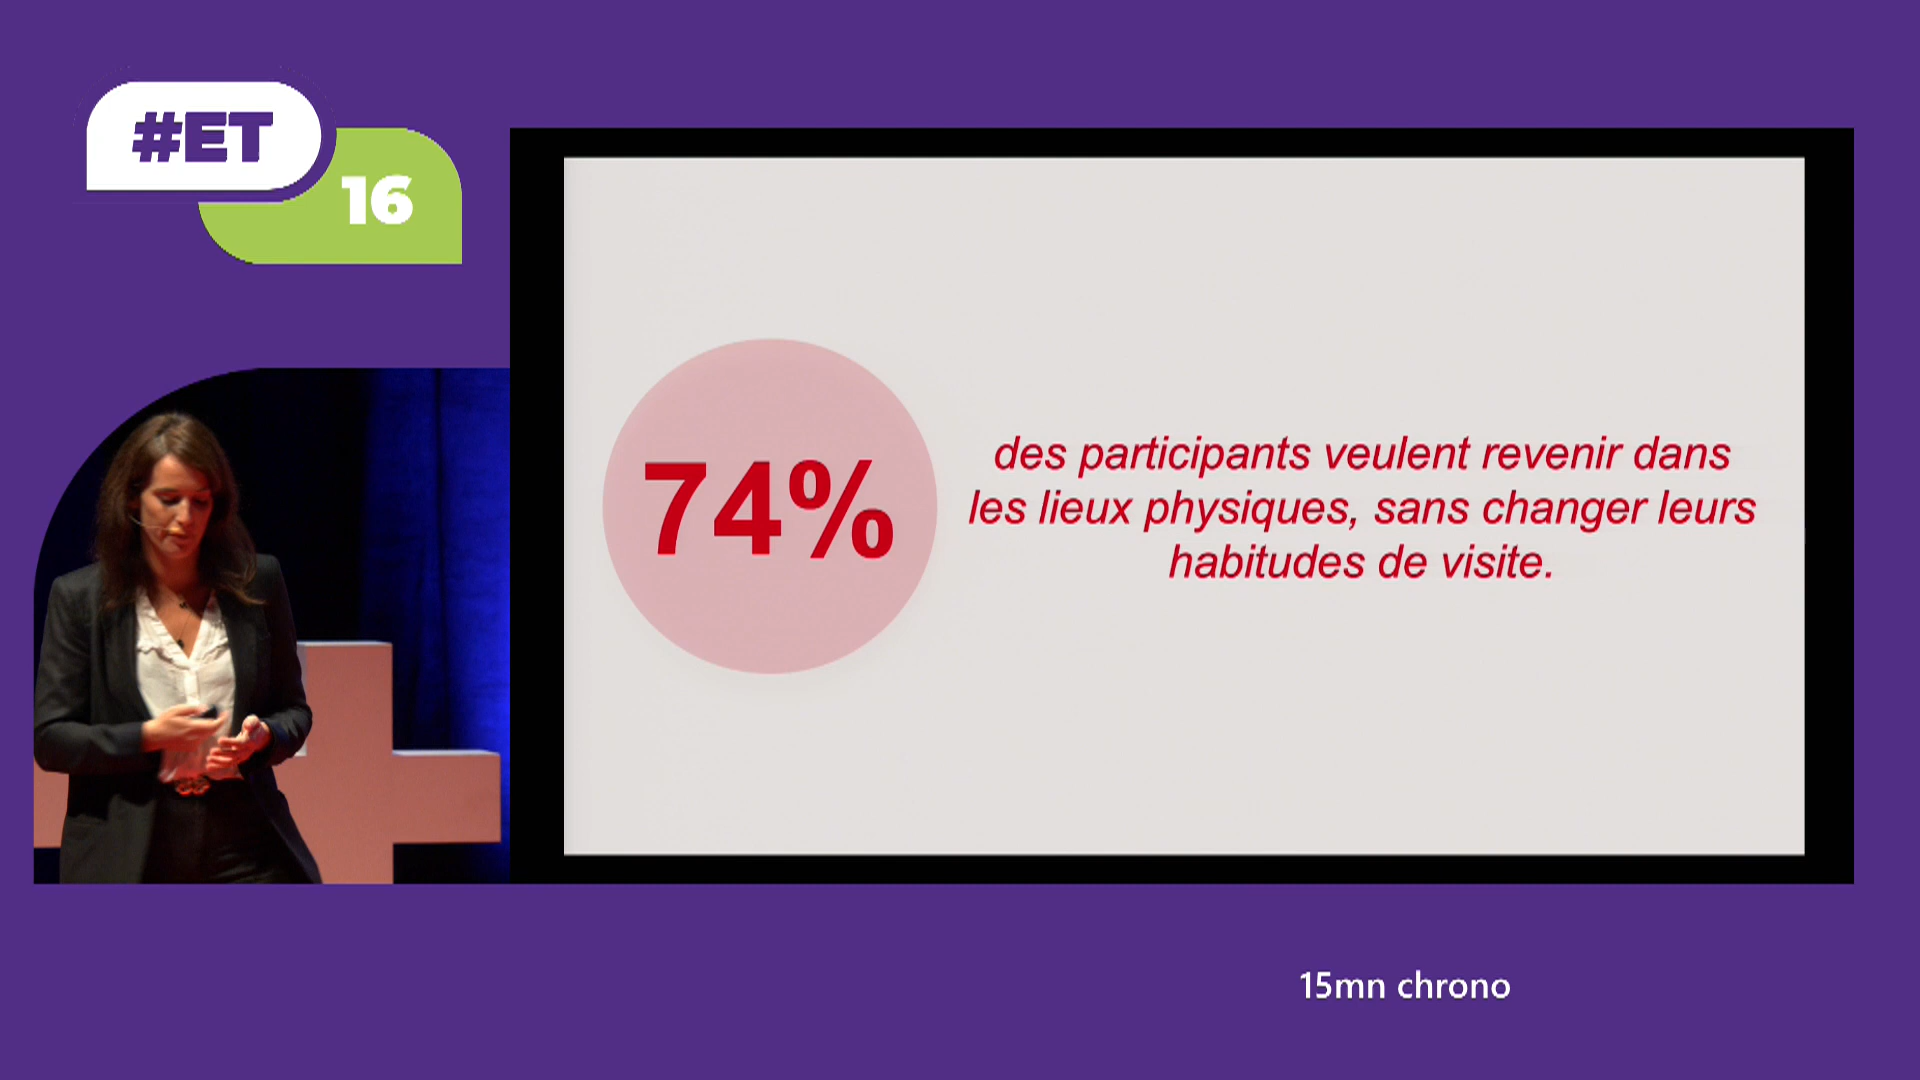 #ET
16
74%
des participants veulent revenir dans
les lieux physiques, sans changer leurs
habitudes de visite.
15mn chrono